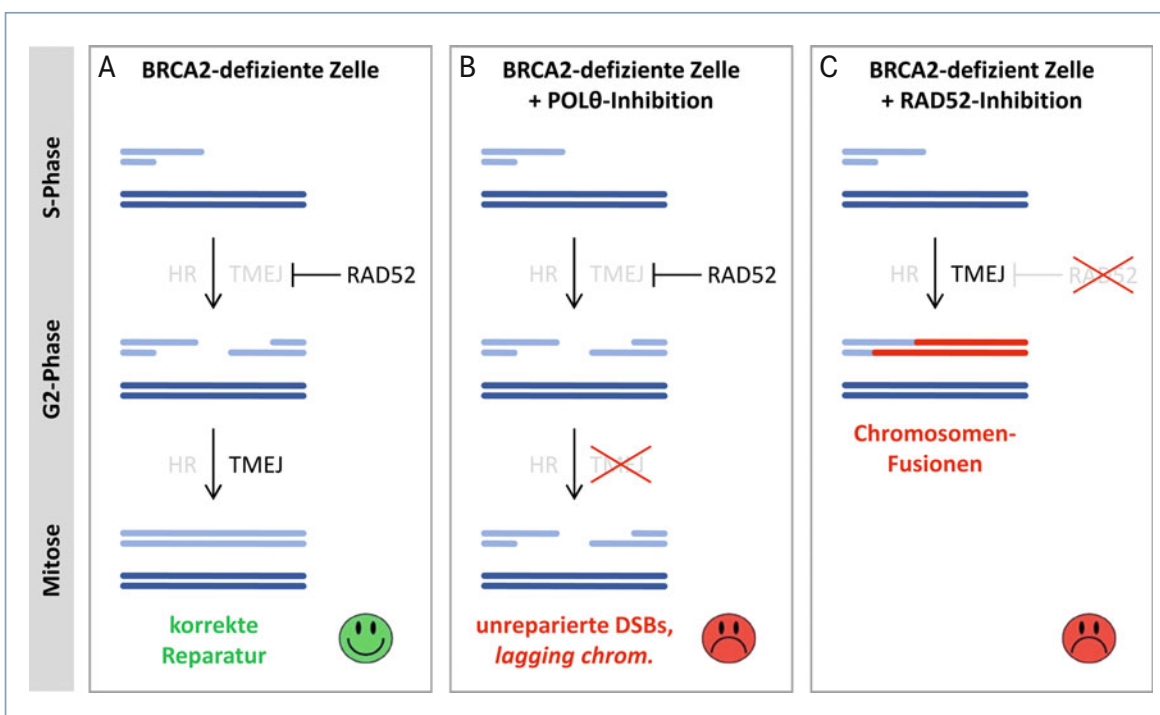 S-Phase
G2-Phase
Mitose
A
BRCA2-defiziente Zelle
HR TMEJ RAD52
HR TMEJ
korrekte
Reparatur
B
BRCA2-defiziente Zelle
+ POLθ-Inhibition
HR TMEJ RAD52
HR TMEJ
unreparierte DSBs,
lagging chrom.
C
BRCA2-defizient Zelle
+ RAD52-Inhibition
HR TMEJ RAD52
Chromosomen-
Fusionen